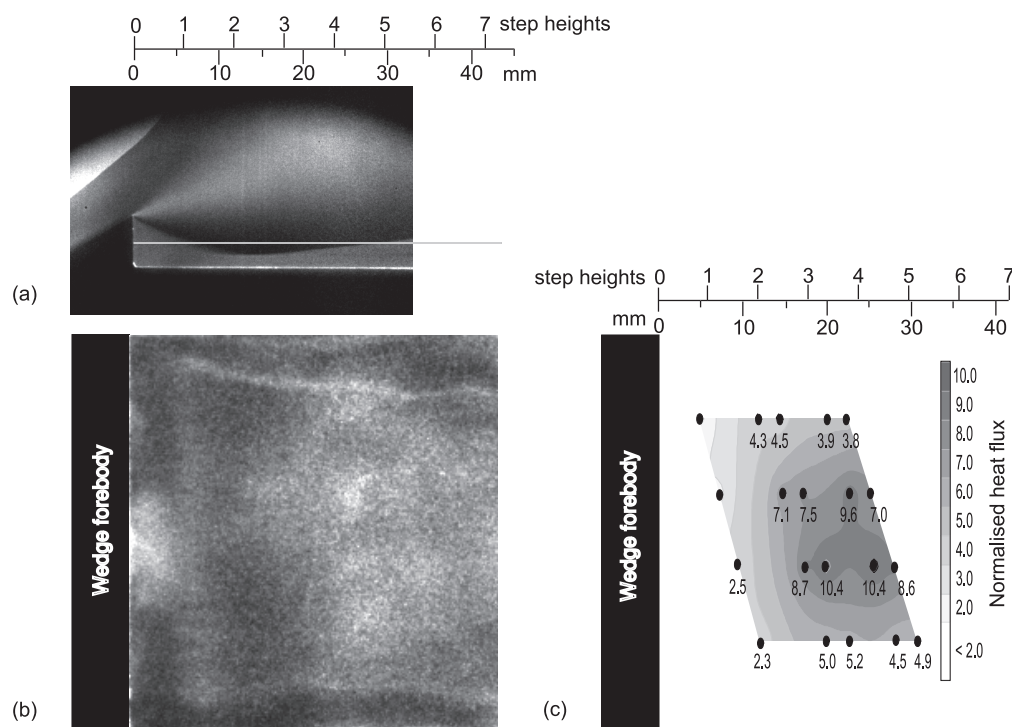 0 1 2 3 4 5 6 7 step heights
0 10 20 30 40 mm
(a)
Wedge forebody
(b)
step heights 0 1 2 3 4 5 6 7
mm 0 10 20 30 40
Wedge forebody
4.3 4.5 3.9 3.8
7.1 7.5 9.6 7.0
2.5 8.7 10.4 10.4 8.6
2.3 5.0 5.2 4.5 4.9
10.0
9.0
8.0
7.0
6.0
5.0
4.0
3.0
2.0
< 2.0
Normalised heat flux
(c)